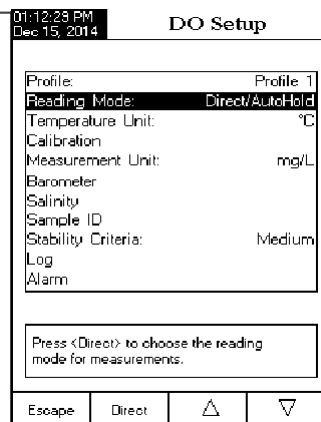 01:12:29 PM
Dec 15, 2014
DO Setup
Profile: Profile 1
Reading Mode: Direct/AutoHold
Temperature Unit: °C
Calibration
Measurement Unit: mg/L
Barometer
Salinity
Sample ID
Stability Criteria: Medium
Log
Alarm
Press <Direct> to choose the reading
mode for measurements.
Escape Direct △ ▽